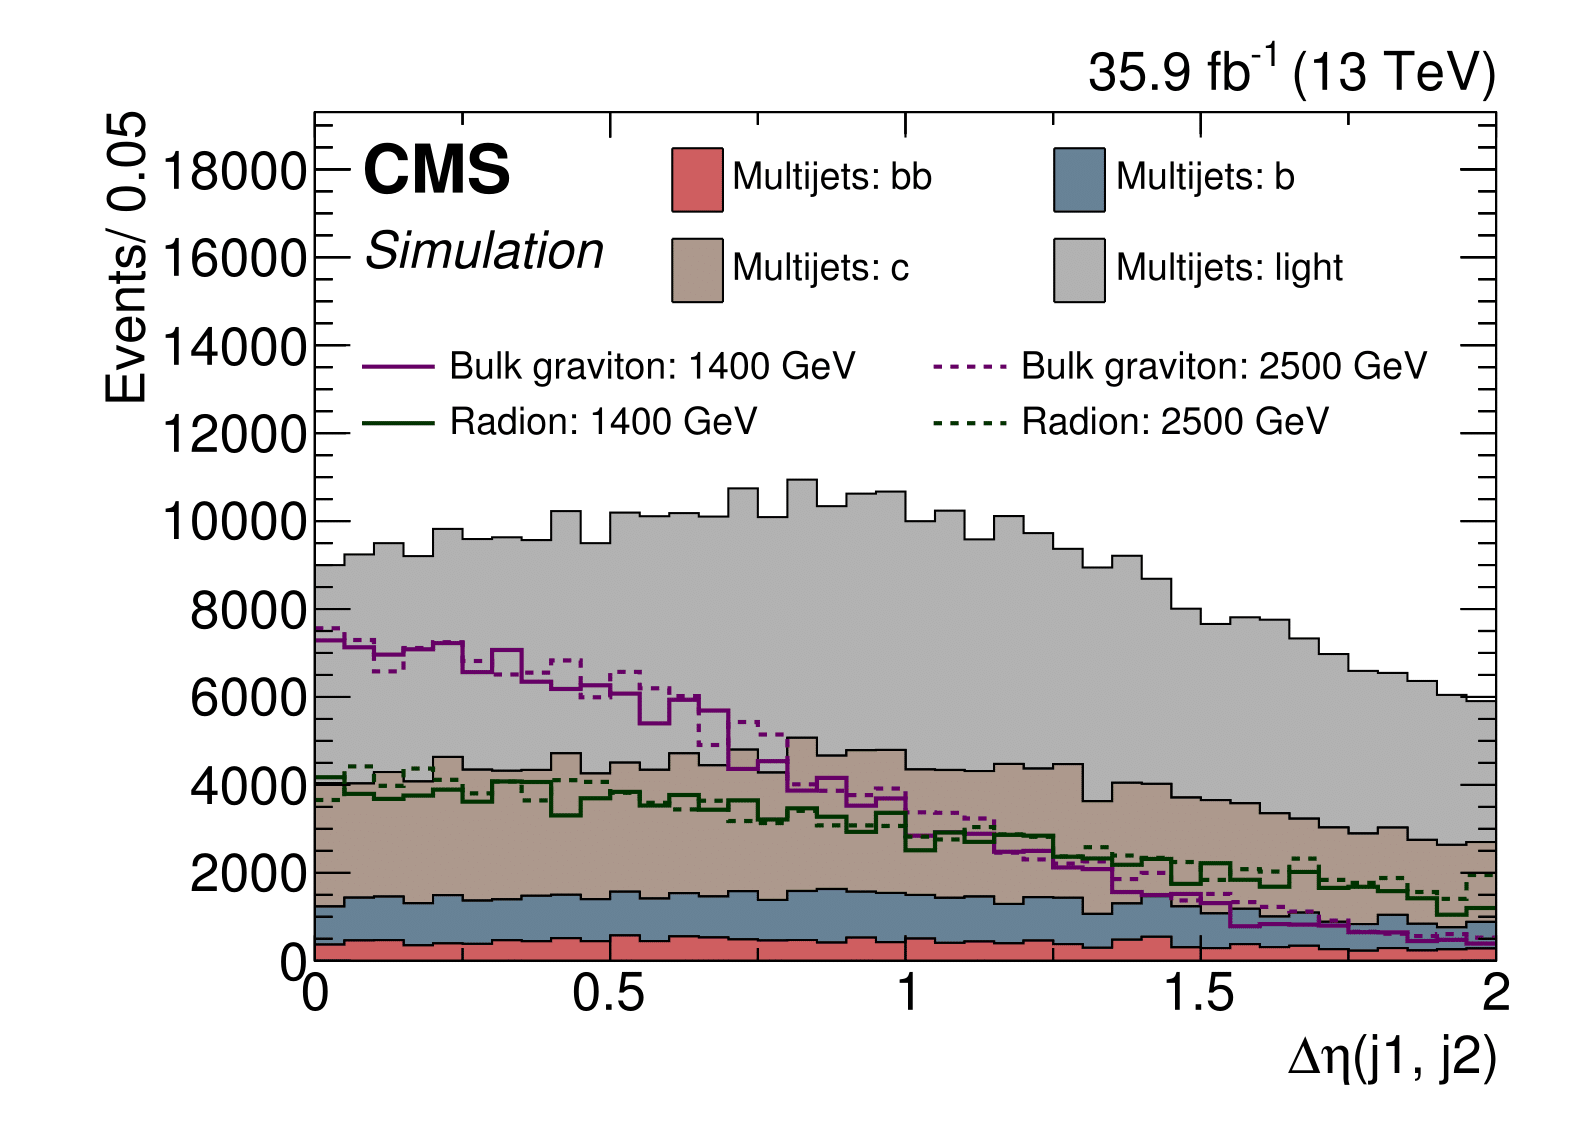 35.9 fb-1 (13 TeV)
Events/ 0.05
18000
16000
14000
12000
10000
8000
6000
4000
2000
0
CMS
Simulation
Multijets: bb
Multijets: b
Multijets: c
Multijets: light
Bulk graviton: 1400 GeV
Bulk graviton: 2500 GeV
Radion: 1400 GeV
Radion: 2500 GeV
0 0.5 1 1.5 2
Δη(j1, j2)